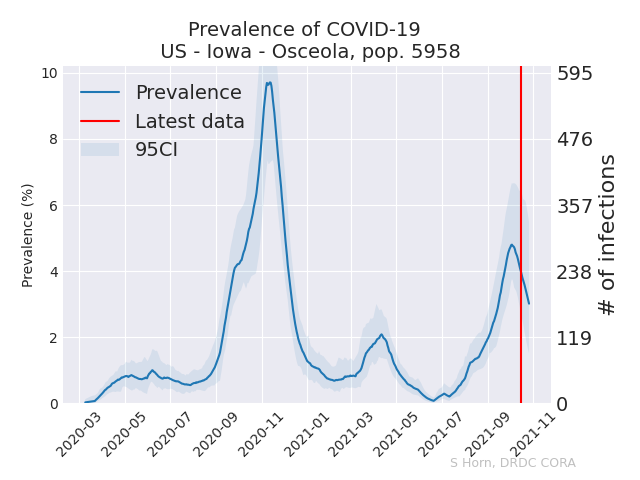 Prevalence of COVID-19
US - Iowa - Osceola, pop. 5958
Prevalence
Latest data
95CI
Prevalence (%)
10
8
6
4
2
0
595
476
357
238
119
0
# of infections
2020-03
2020-05
2020-07
2020-09
2020-11
2021-01
2021-03
2021-05
2021-07
2021-09
2021-11
S Horn, DRDC CORA